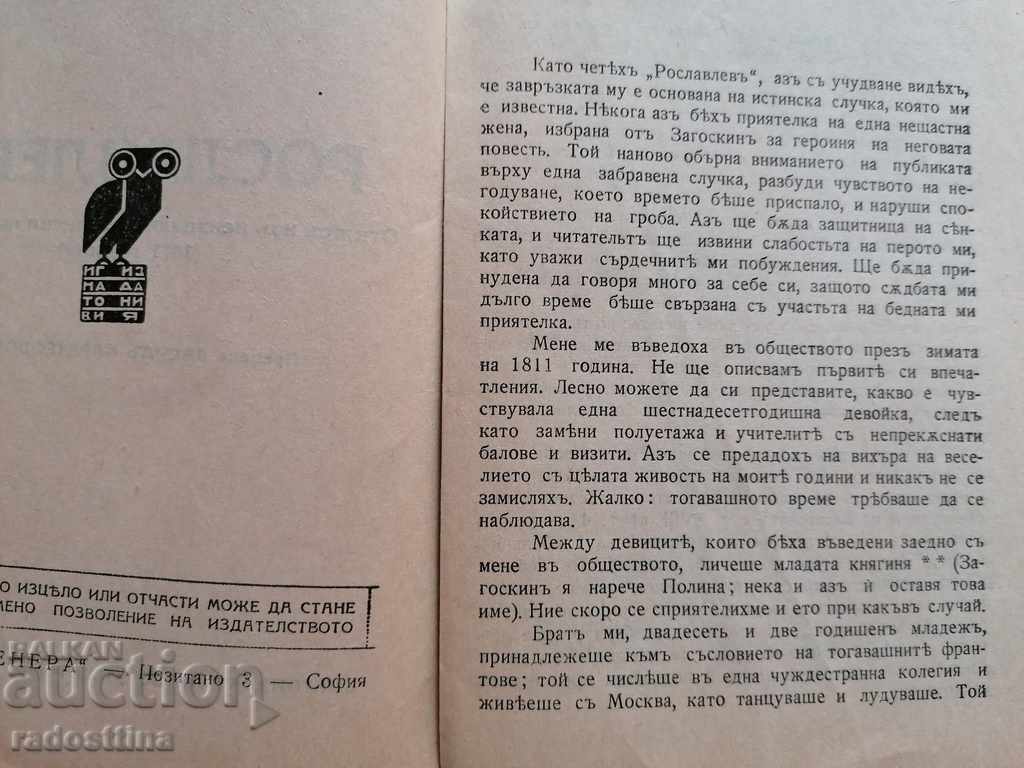 ИГ ИЗ
НА ДА
ТО НИ
ВИ Я
О ИЗЦѢЛО ИЛИ ОТЧАСТИ МОЖЕ ДА СТАНЕ
МЕНО ПОЗВОЛЕНИЕ НА ИЗДАТЕЛСТВОТО
ЕНЕРА" — Позитано 3 — София
Като четѣхъ „Рославлевъ“, азъ съ учудване видѣхъ,
че завръзката му е основана на истинска случка, която ми
е известна. Нѣкога азъ бѣхъ приятелка на една нещастна
жена, избрана отъ Загоскинъ за героиня на неговата
повесть. Той наново обърна вниманието на публиката
върху една забравена случка, разбуди чувството на не-
годуване, което времето бѣше приспало, и наруши спо-
койствието на гроба. Азъ ще бѫда защитница на сѣн-
ката, и читательтъ ще извини слабостьта на перото ми,
като уважи сърдечнитѣ ми побуждения. Ще бѫда при-
нудена да говоря много за себе си, защото сѫдбата ми
дълго време бѣше свързана съ участьта на бедната ми
приятелка.
Мене ме въведоха въ обществото презъ зимата
на 1811 година. Не ще описвамъ първитѣ си впеча-
тления. Лесно можете да си представите, какво е чув-
ствувала една шестнадесетгодишна девойка, следъ
като замѣни полуетажа и учителитѣ съ непрекѫснати
балове и визити. Азъ се предадохъ на вихъра на весе-
лието съ цѣлата живость на моитѣ години и никакъ не се
замисляхъ. Жалко: тогавашното време трѣбваше да се
наблюдава.
Между девицитѣ, които бѣха въведени заедно съ
мене въ обществото, личеше младата княгиня * * (За-
госкинъ я нарече Полина; нека и азъ ѝ оставя това
име). Ние скоро се сприятелихме и ето при какъвъ случай.
Братъ ми, двадесеть и две годишенъ младежъ,
принадлежеше къмъ съсловието на тогавашнитѣ фран-
тове; той се числѣше въ една чуждестранна колегия и
живѣеше съ Москва, като танцуваше и лудуваше. Той
BALKAN
auction
radosttina